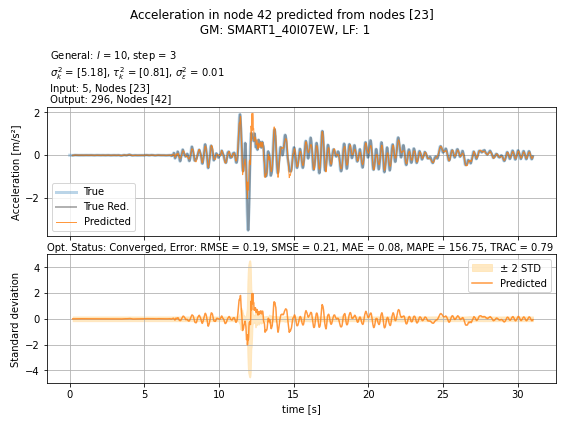 Acceleration in node 42 predicted from nodes [23]
GM: SMART1_40I07EW, LF: 1
General: l = 10, step = 3
σ²ₖ = [5.18], τ²ₖ = [0.81], σ²ε = 0.01
Input: 5, Nodes [23]
Output: 296, Nodes [42]
Acceleration [m/s²]
2
0
−2
True
True Red.
Predicted
Opt. Status: Converged, Error: RMSE = 0.19, SMSE = 0.21, MAE = 0.08, MAPE = 156.75, TRAC = 0.79
Standard deviation
4
2
0
−2
−4
± 2 STD
Predicted
0 5 10 15 20 25 30
time [s]